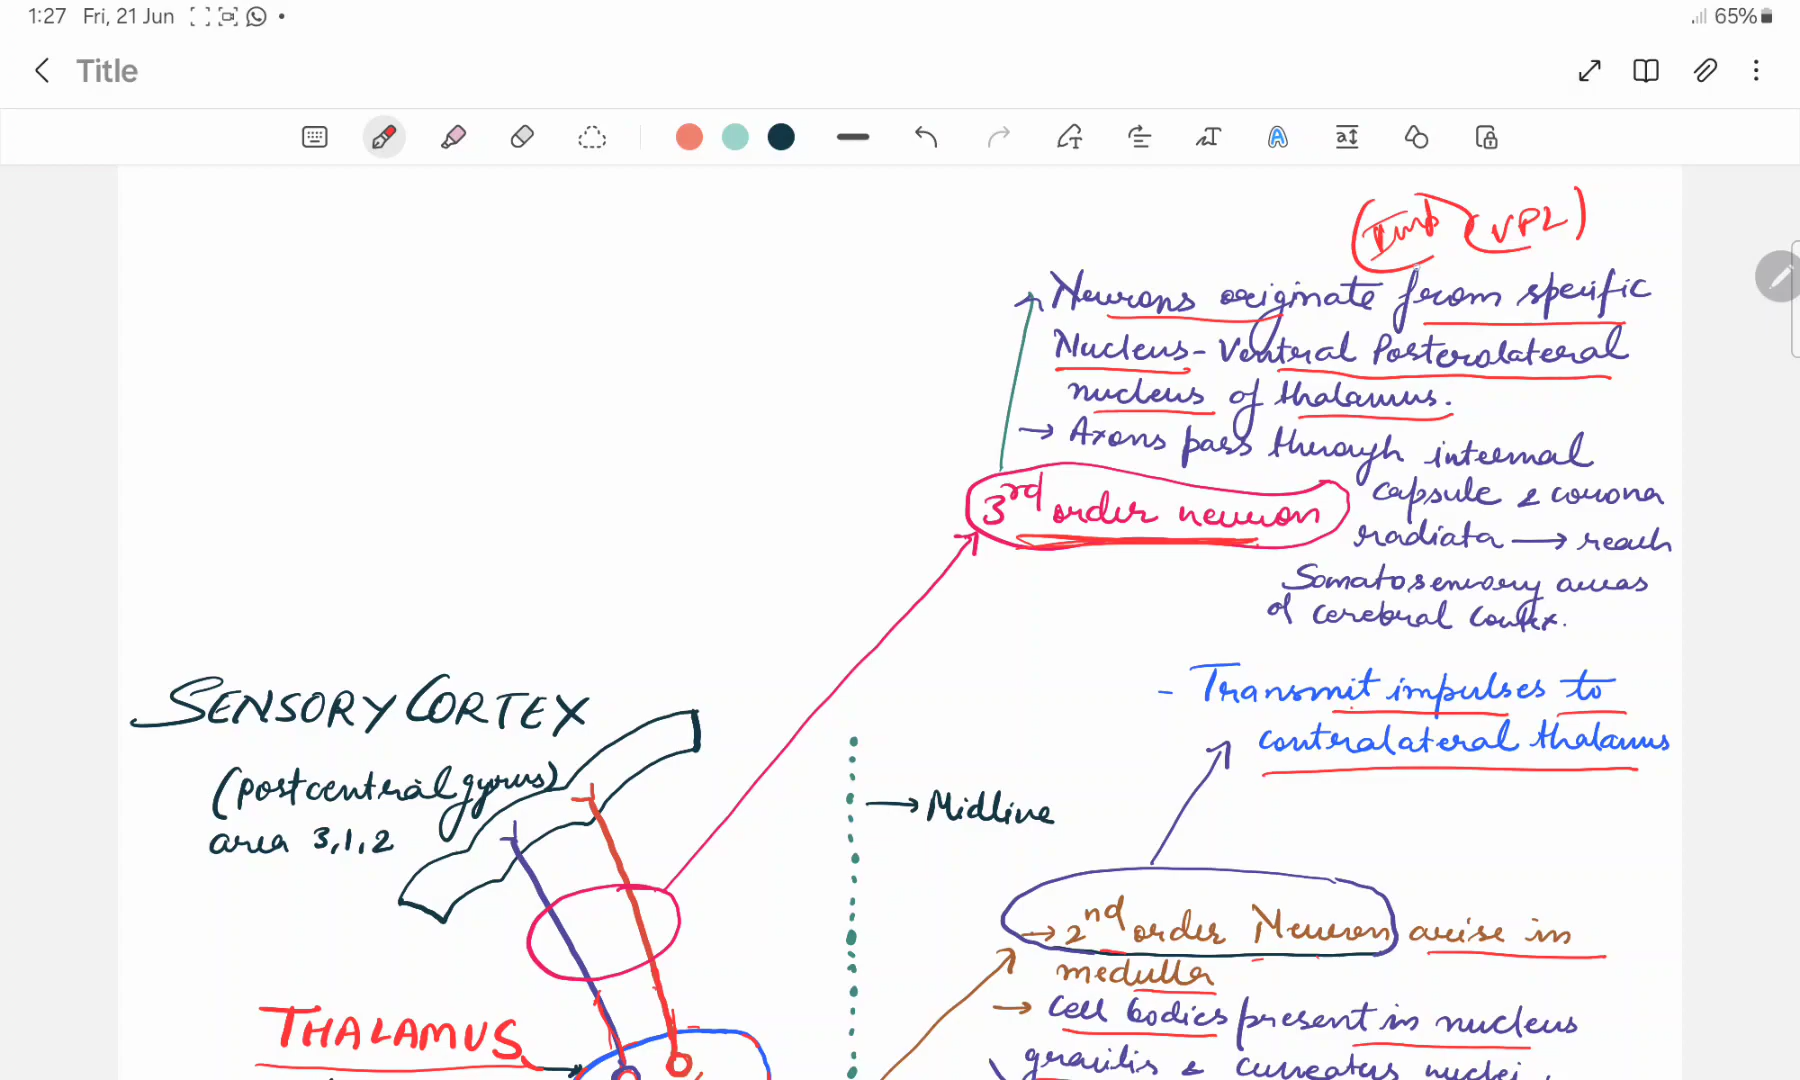 1:27 Fri, 21 Jun
65%
Title
(Imp (VPL)
Neurons originate from specific
Nucleus - Ventral Posterolateral
nucleus of thalamus.
→ Axons pass through internal
capsule & corona
radiata → reach
Somatosensory areas
of cerebral cortex.
3rd order neuron
SENSORY CORTEX
(postcentral gyrus)
area 3,1,2
- Transmit impulses to
contralateral thalamus
→ Midline
→ 2nd order Neuron arise in
medulla
→ cell bodies present in nucleus
gracilis & cuneatus nuclei.
THALAMUS